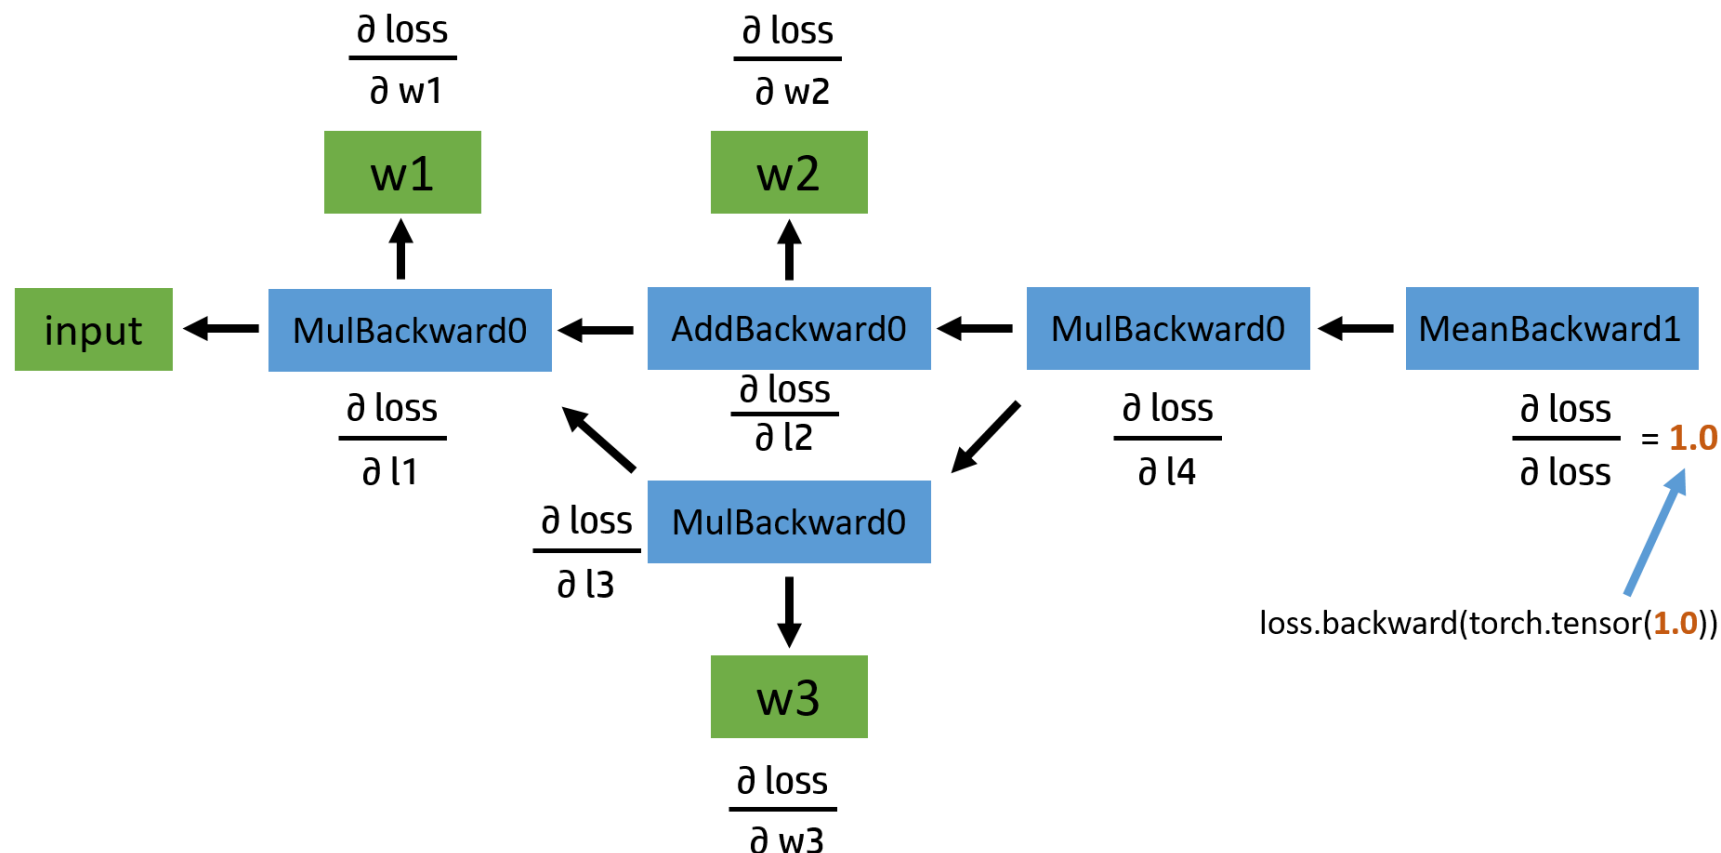 ∂ loss
∂ w1
∂ loss
∂ w2
w1
w2
input
MulBackward0
AddBackward0
MulBackward0
MeanBackward1
∂ loss
∂ l1
∂ loss
∂ l2
∂ loss
∂ l4
∂ loss
∂ loss
= 1.0
∂ loss
∂ l3
MulBackward0
loss.backward(torch.tensor(1.0))
w3
∂ loss
∂ w3